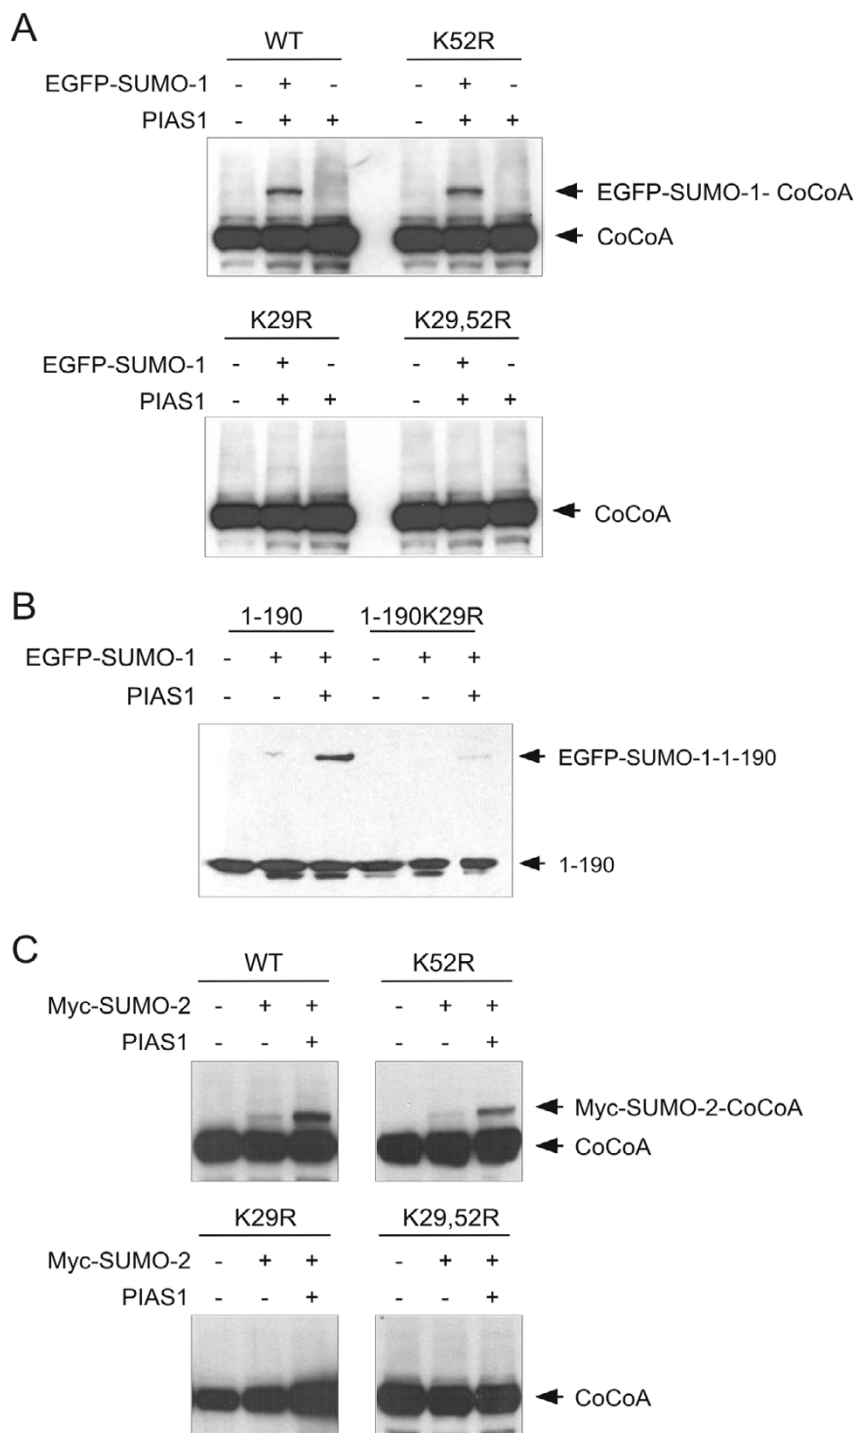 A
WT K52R
EGFP-SUMO-1 - + - - + -
PIAS1 - + + - + +
EGFP-SUMO-1- CoCoA
CoCoA
K29R K29,52R
EGFP-SUMO-1 - + - - + -
PIAS1 - + + - + +
CoCoA
B
1-190 1-190K29R
EGFP-SUMO-1 - + + - + +
PIAS1 - - + - - +
EGFP-SUMO-1-1-190
1-190
C
WT K52R
Myc-SUMO-2 - + + - + +
PIAS1 - - + - - +
Myc-SUMO-2-CoCoA
CoCoA
K29R K29,52R
Myc-SUMO-2 - + + - + +
PIAS1 - - + - - +
CoCoA